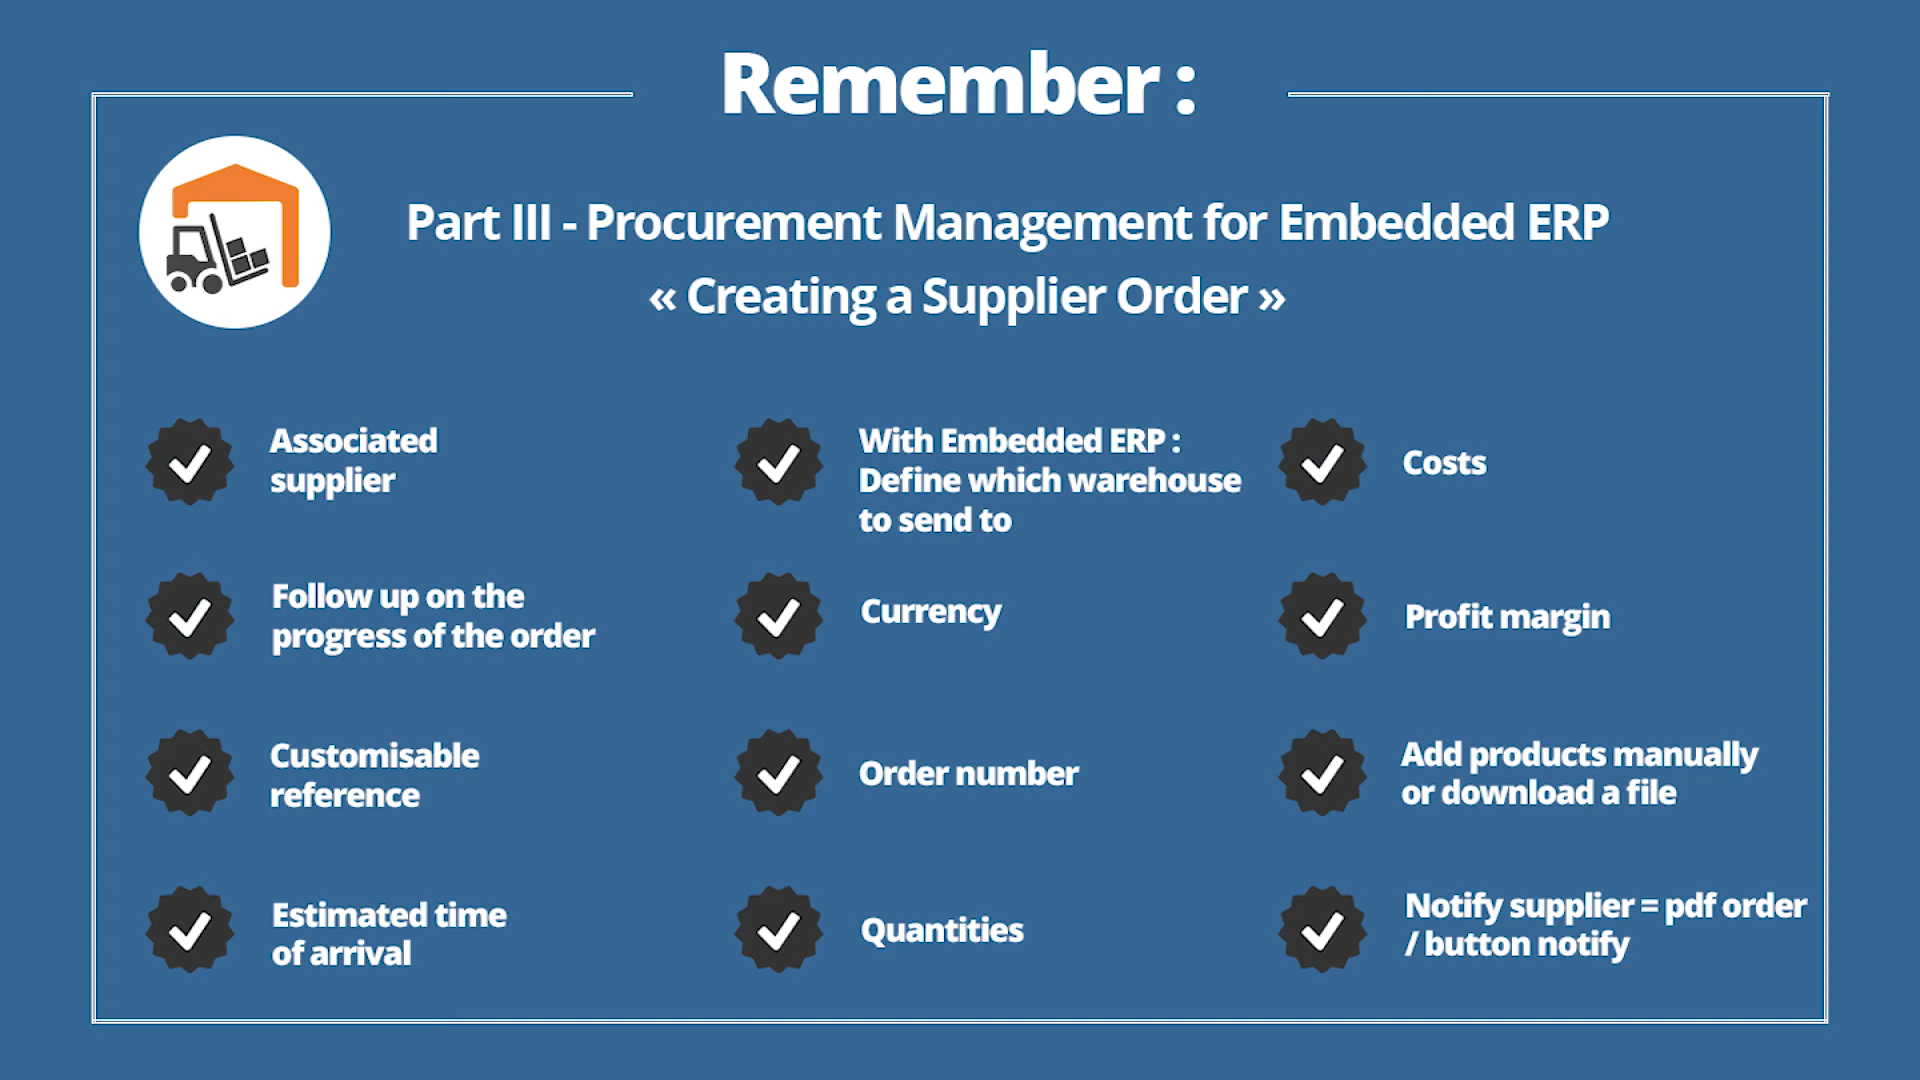 Remember :
Part III - Procurement Management for Embedded ERP
« Creating a Supplier Order »
Associated
supplier
Follow up on the
progress of the order
Customisable
reference
Estimated time
of arrival
With Embedded ERP :
Define which warehouse
to send to
Currency
Order number
Quantities
Costs
Profit margin
Add products manually
or download a file
Notify supplier = pdf order
/ button notify